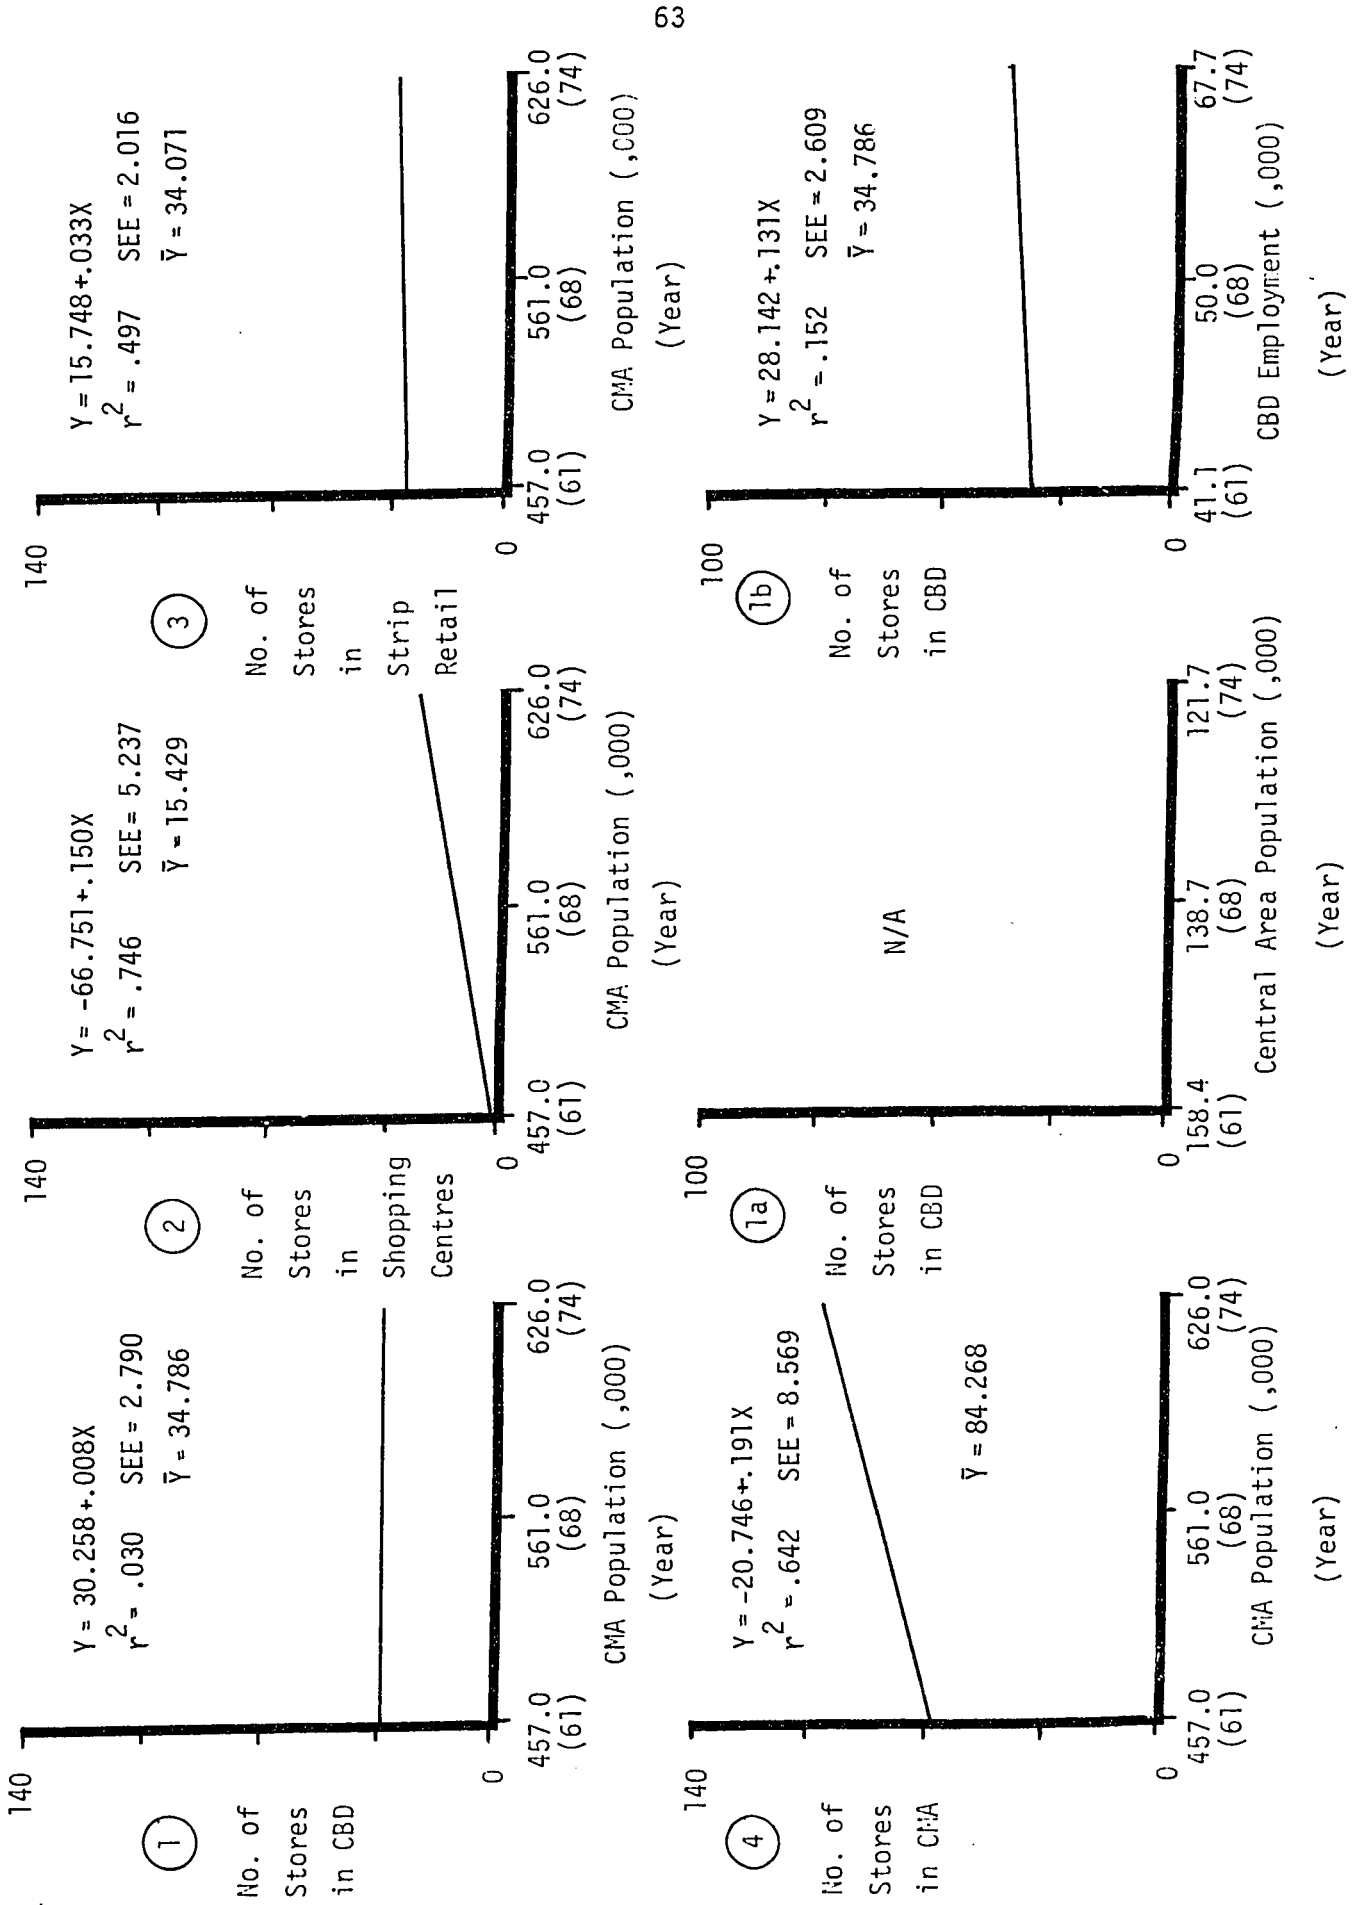 63
140
1
No. of
Stores
in CBD
0
Y = 30.258+.008X
r2 = .030 SEE = 2.790
Ȳ = 34.786
457.0 561.0 626.0
(61) (68) (74)
CMA Population (,000)
(Year)
140
2
No. of
Stores
in
Shopping
Centres
0
Y = -66.751+.150X
r2 = .746 SEE = 5.237
Ȳ = 15.429
457.0 561.0 626.0
(61) (68) (74)
CMA Population (,000)
(Year)
140
3
No. of
Stores
in
Strip
Retail
0
Y = 15.748+.033X
r2 = .497 SEE = 2.016
Ȳ = 34.071
457.0 561.0 626.0
(61) (68) (74)
CMA Population (,000)
(Year)
140
4
No. of
Stores
in CMA
0
Y = -20.746+.191X
r2 = .642 SEE = 8.569
Ȳ = 84.268
457.0 561.0 626.0
(61) (68) (74)
CMA Population (,000)
(Year)
100
1a
No. of
Stores
in CBD
0
N/A
158.4 138.7 121.7
(61) (68) (74)
Central Area Population (,000)
(Year)
100
1b
No. of
Stores
in CBD
0
Y = 28.142+.131X
r2 = .152 SEE = 2.609
Ȳ = 34.786
41.1 50.0 67.7
(61) (68) (74)
CBD Employment (,000)
(Year)